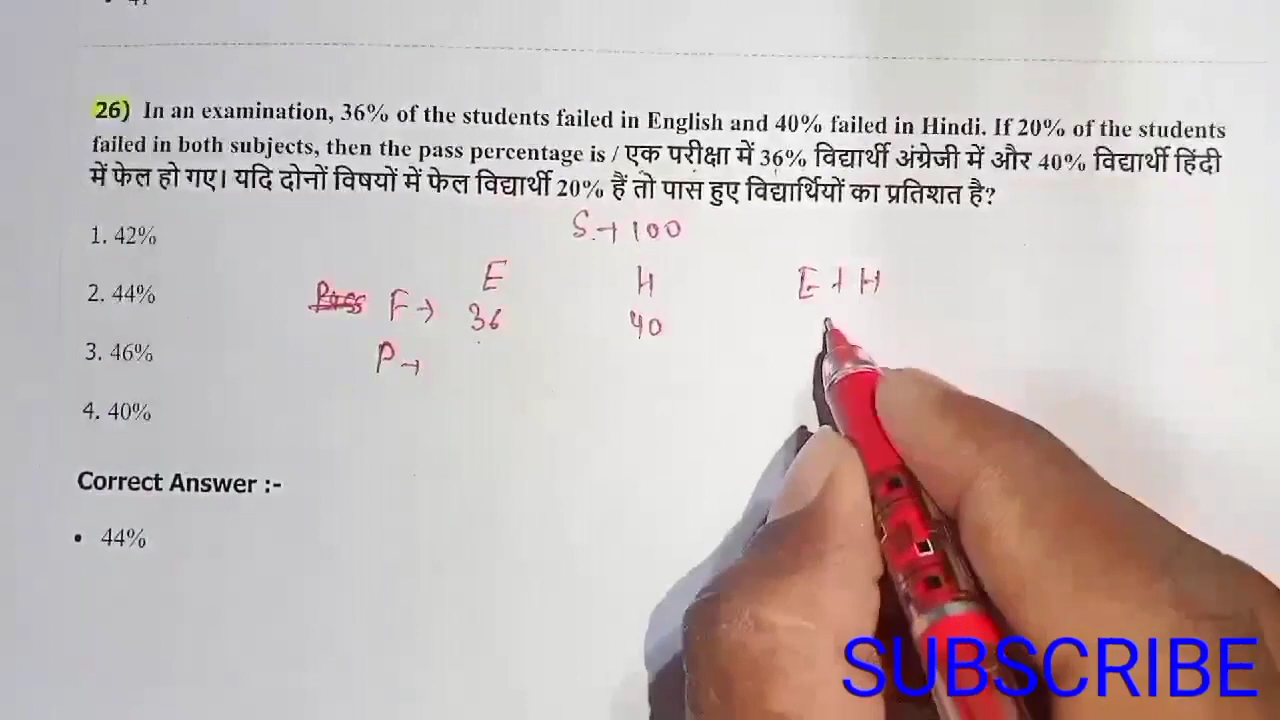 26) In an examination, 36% of the students failed in English and 40% failed in Hindi. If 20% of the students
failed in both subjects, then the pass percentage is / एक परीक्षा में 36% विद्यार्थी अंग्रेजी में और 40% विद्यार्थी हिंदी
में फेल हो गए। यदि दोनों विषयों में फेल विद्यार्थी 20% हैं तो पास हुए विद्यार्थियों का प्रतिशत है?
S → 100
1. 42%
E H E + H
2. 44%
Pass F → 36 40
3. 46%
P →
4. 40%
Correct Answer :-
• 44%
SUBSCRIBE